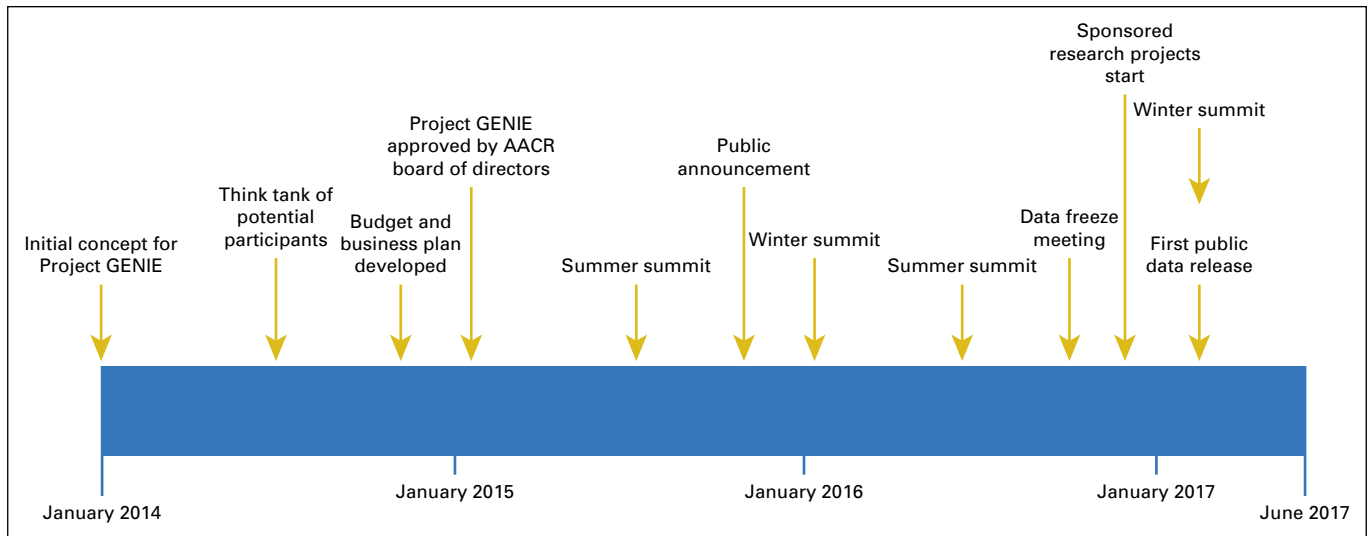 Initial concept for
Project GENIE
Think tank of
potential
participants
Budget and
business plan
developed
Project GENIE
approved by AACR
board of directors
Summer summit
Public
announcement
Winter summit
Summer summit
Data freeze
meeting
Sponsored
research projects
start
Winter summit
First public
data release
January 2014
January 2015
January 2016
January 2017
June 2017